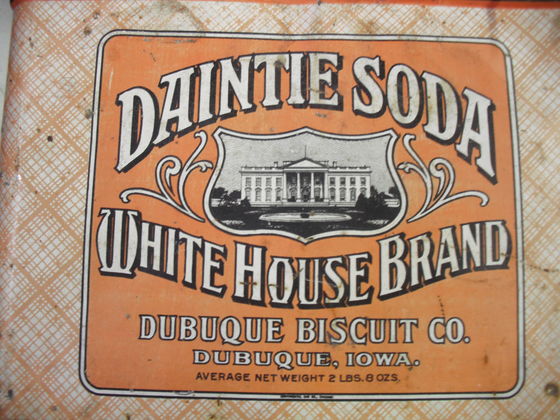 DAINTIE SODA
WHITE HOUSE BRAND
DUBUQUE BISCUIT CO.
DUBUQUE, IOWA.
AVERAGE NET WEIGHT 2 LBS. 8 OZS.